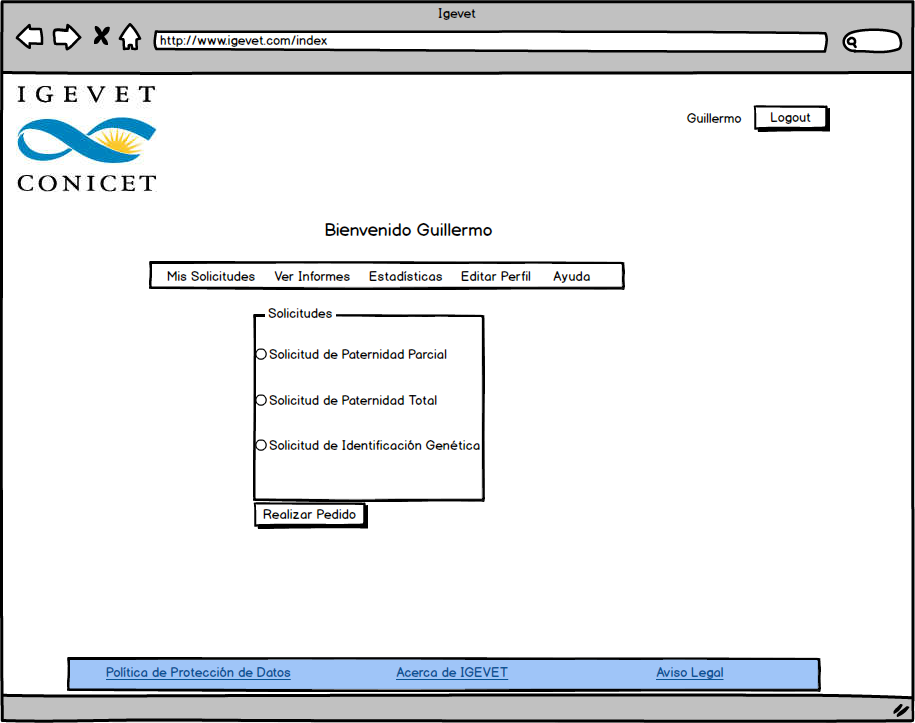 Igevet
http://www.igevet.com/index
IGEVET
CONICET
Guillermo
Logout
Bienvenido Guillermo
Mis Solicitudes Ver Informes Estadísticas Editar Perfil Ayuda
Solicitudes
Solicitud de Paternidad Parcial
Solicitud de Paternidad Total
Solicitud de Identificación Genética
Realizar Pedido
Política de Protección de Datos Acerca de IGEVET Aviso Legal